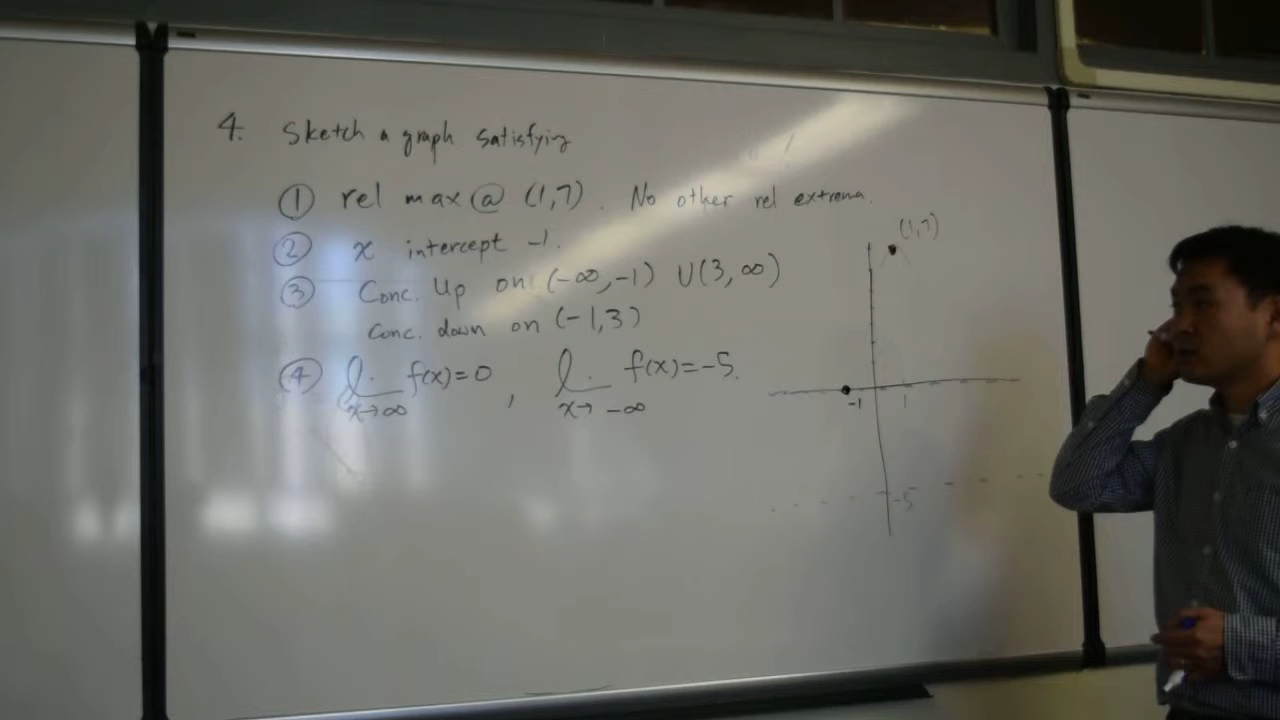 4. Sketch a graph satisfying
① rel max @ (1,7). No other rel extrema.
② x intercept -1.
③ Conc. Up on (-∞,-1) U(3,∞)
Conc. down on (-1,3)
④ lim x→∞ f(x)=0, lim x→ -∞ f(x)=-5.
(1,7)
-1 1
-5